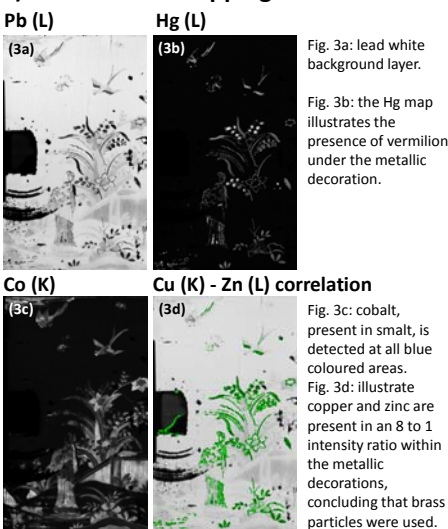 Pb (L) Hg (L)
(3a) (3b)
Fig. 3a: lead white
background layer.
Fig. 3b: the Hg map
illustrates the
presence of vermilion
under the metallic
decoration.
Co (K) Cu (K) - Zn (L) correlation
(3c) (3d)
Fig. 3c: cobalt,
present in smalt, is
detected at all blue
coloured areas.
Fig. 3d: illustrate
copper and zinc are
present in an 8 to 1
intensity ratio within
the metallic
decorations,
concluding that brass
particles were used.